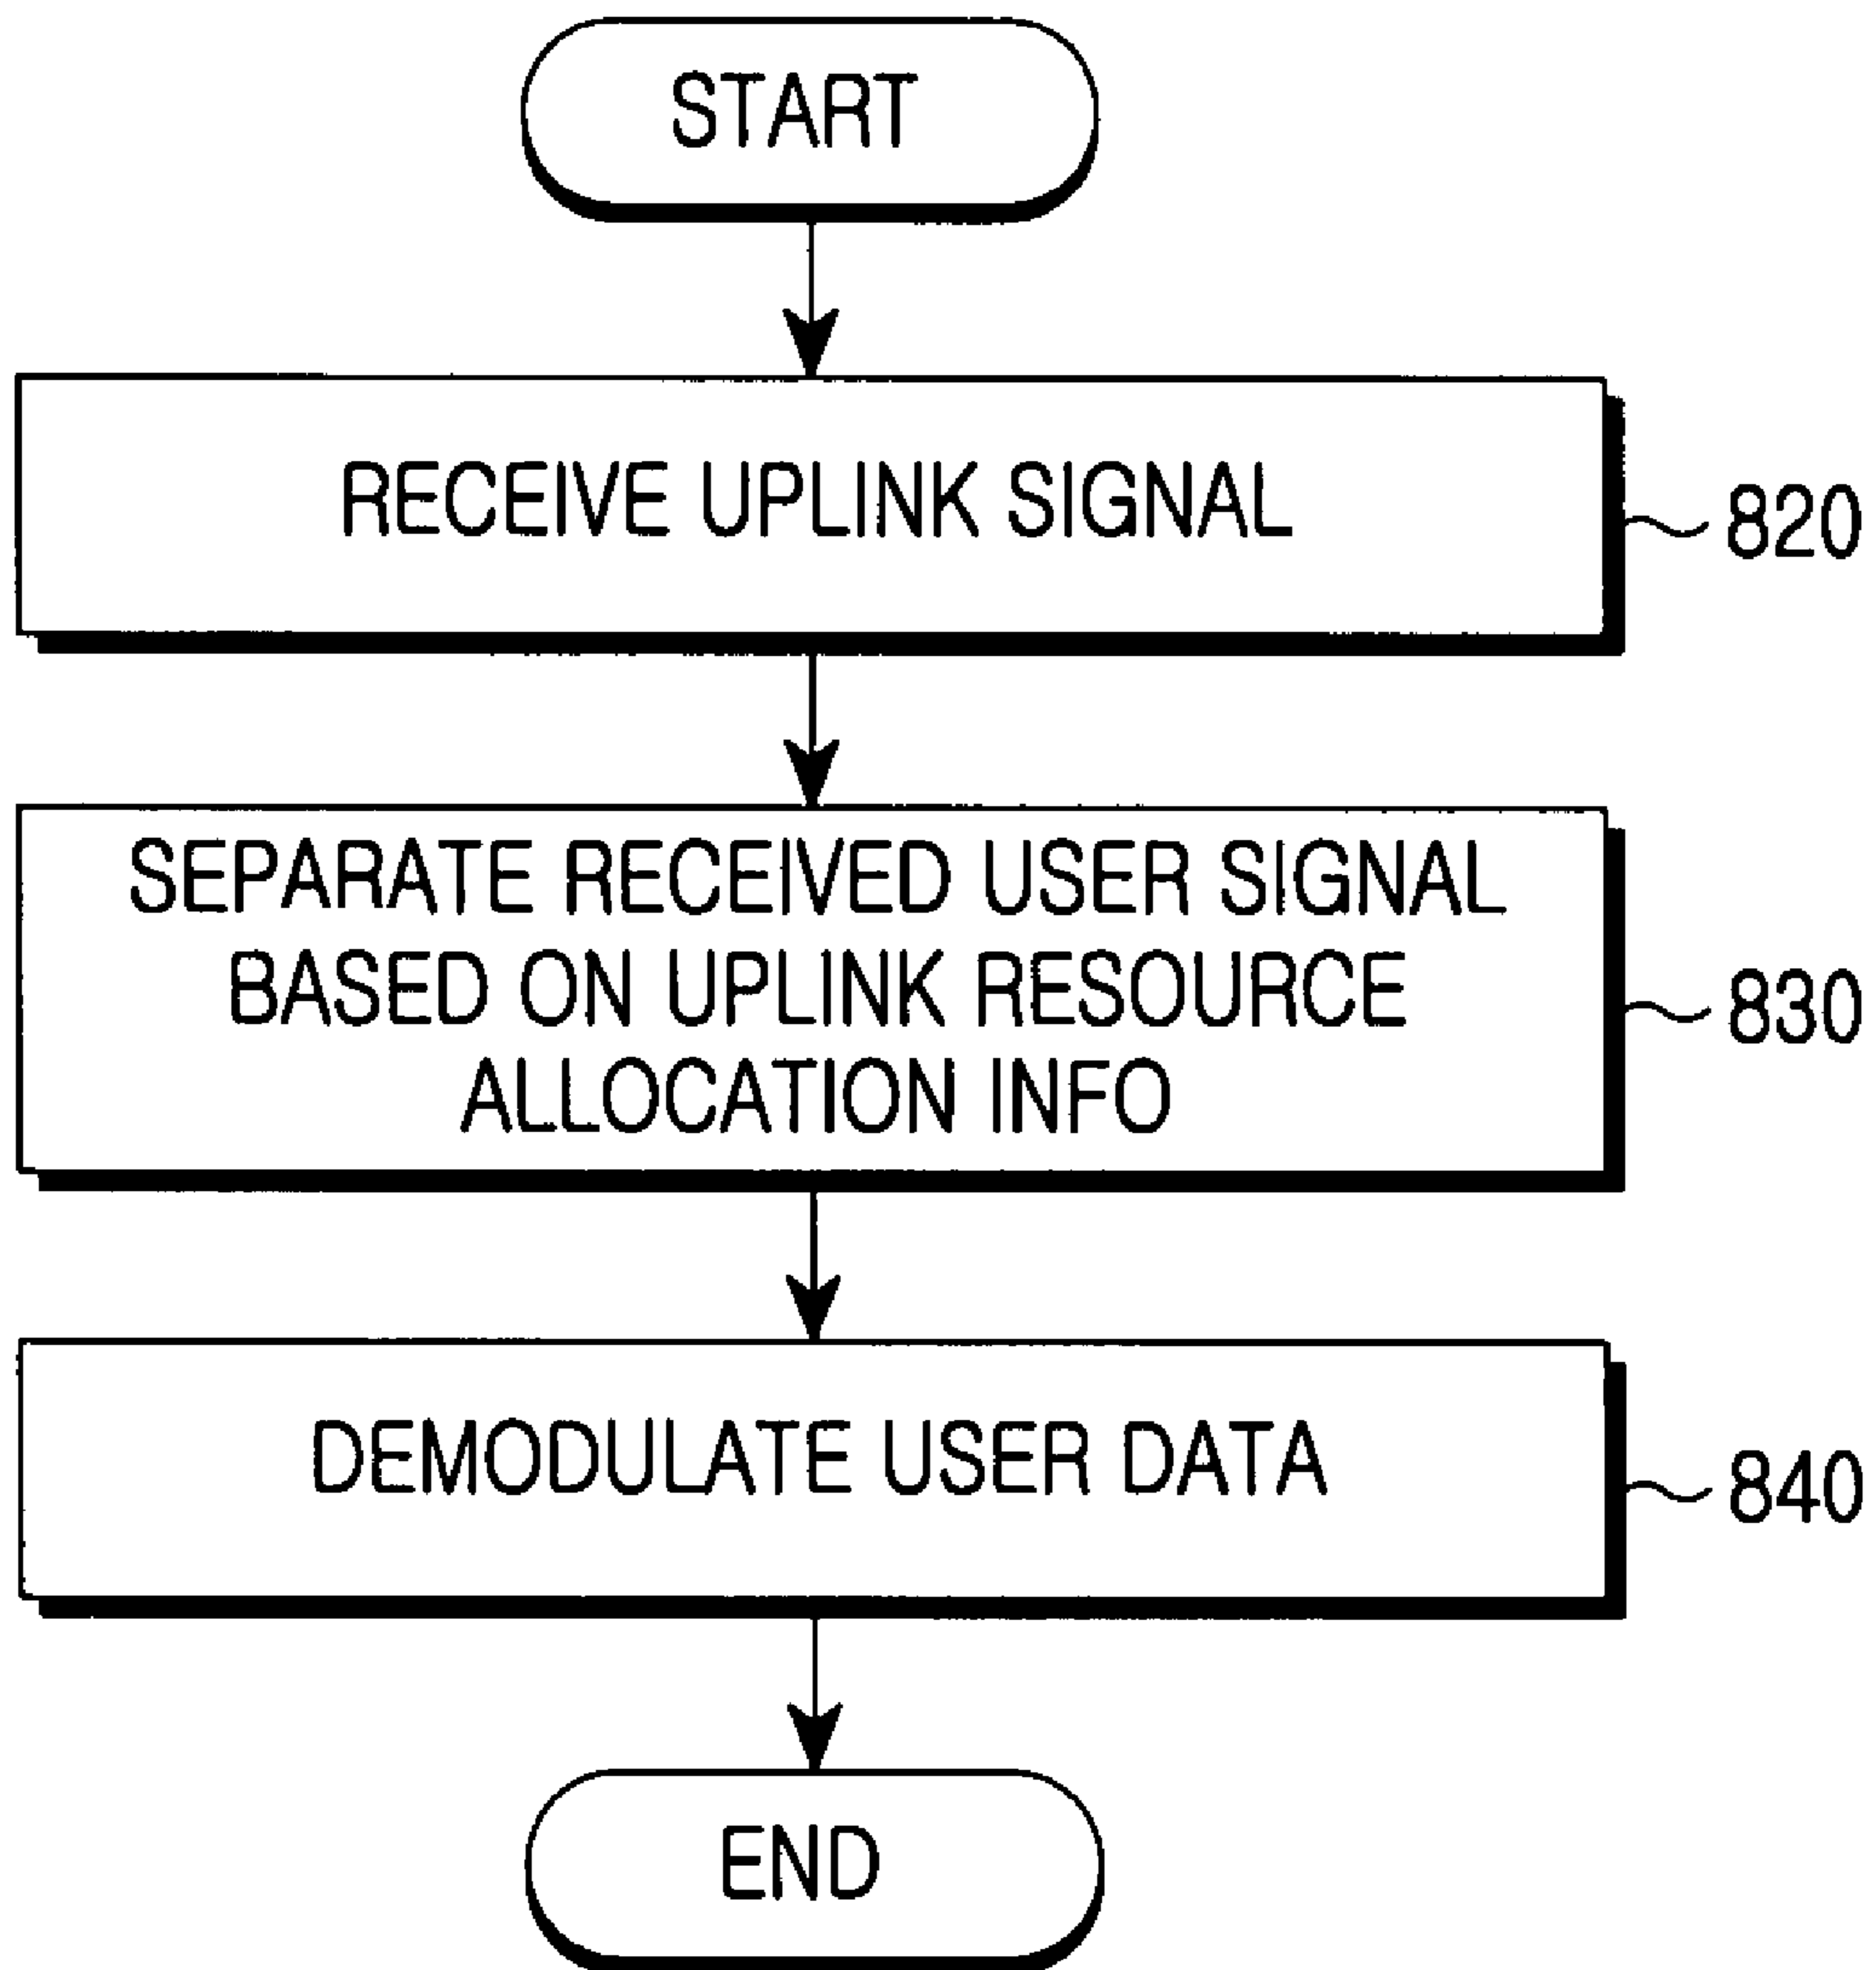 START
RECEIVE UPLINK SIGNAL
820
SEPARATE RECEIVED USER SIGNAL
BASED ON UPLINK RESOURCE
ALLOCATION INFO
830
DEMODULATE USER DATA
840
END